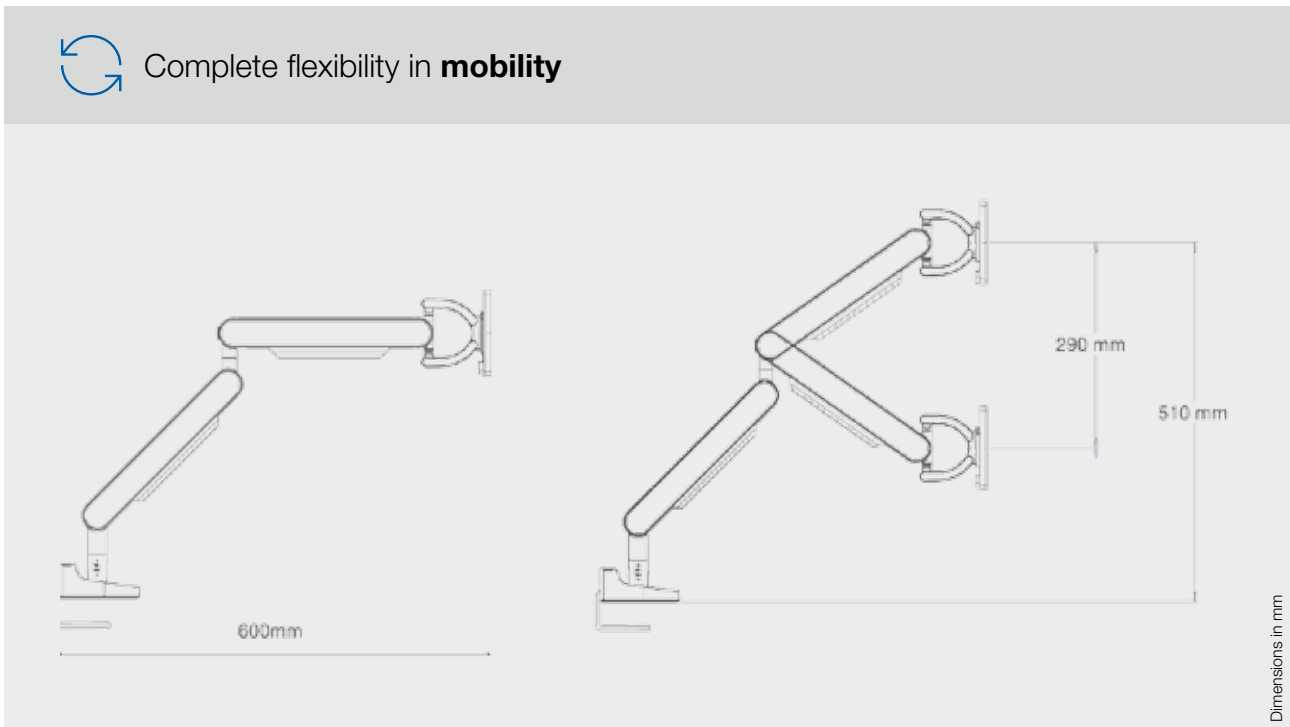 Complete flexibility in mobility
290 mm
510 mm
600mm
Dimensions in mm